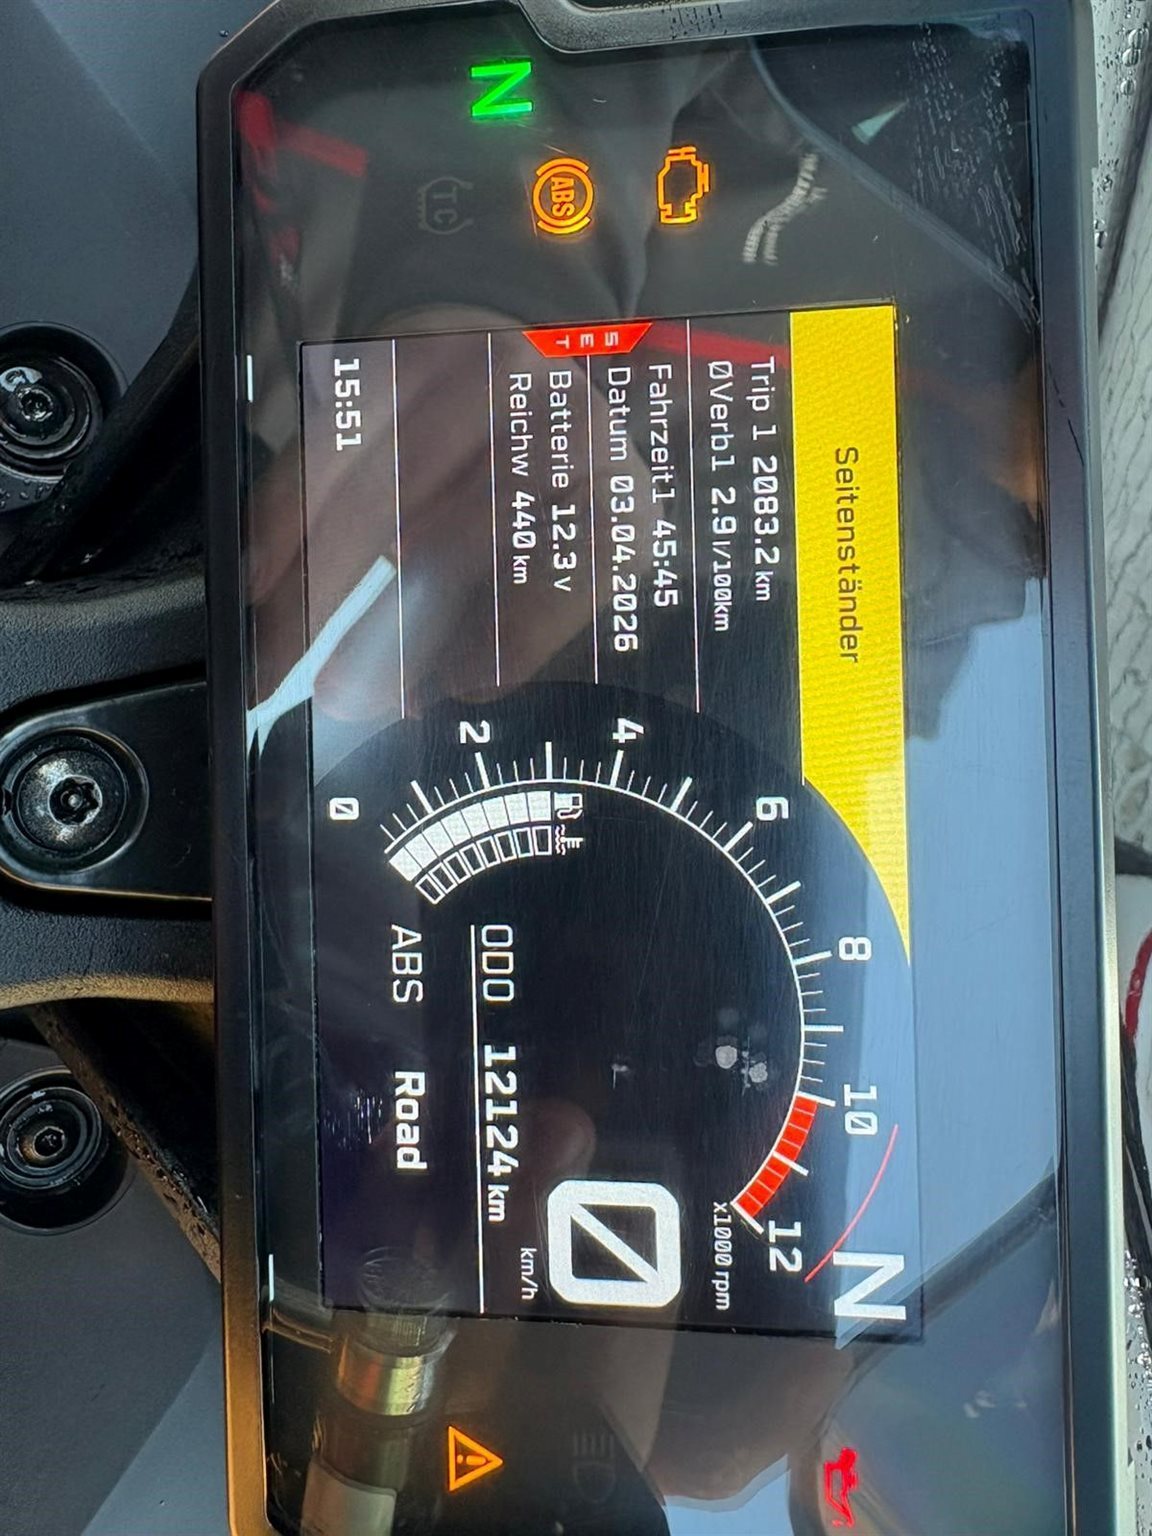 N
ABS
TC
Seitenständer
Trip 1 2083.2 km
ØVerb1 2.9 l/100km
Fahrzeit1 45:45
Datum 03.04.2026
SET
Batterie 12.3 V
Reichw 440 km
15:51
0
2
4
6
8
10
12
x1000 rpm
N
0
km/h
ODO 12124 km
ABS Road